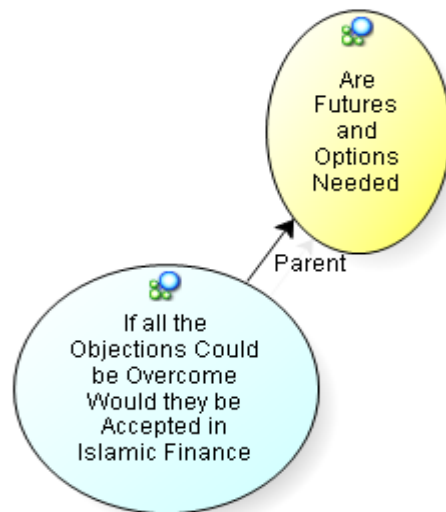 Are
Futures
and
Options
Needed
Parent
If all the
Objections Could
be Overcome
Would they be
Accepted in
Islamic Finance